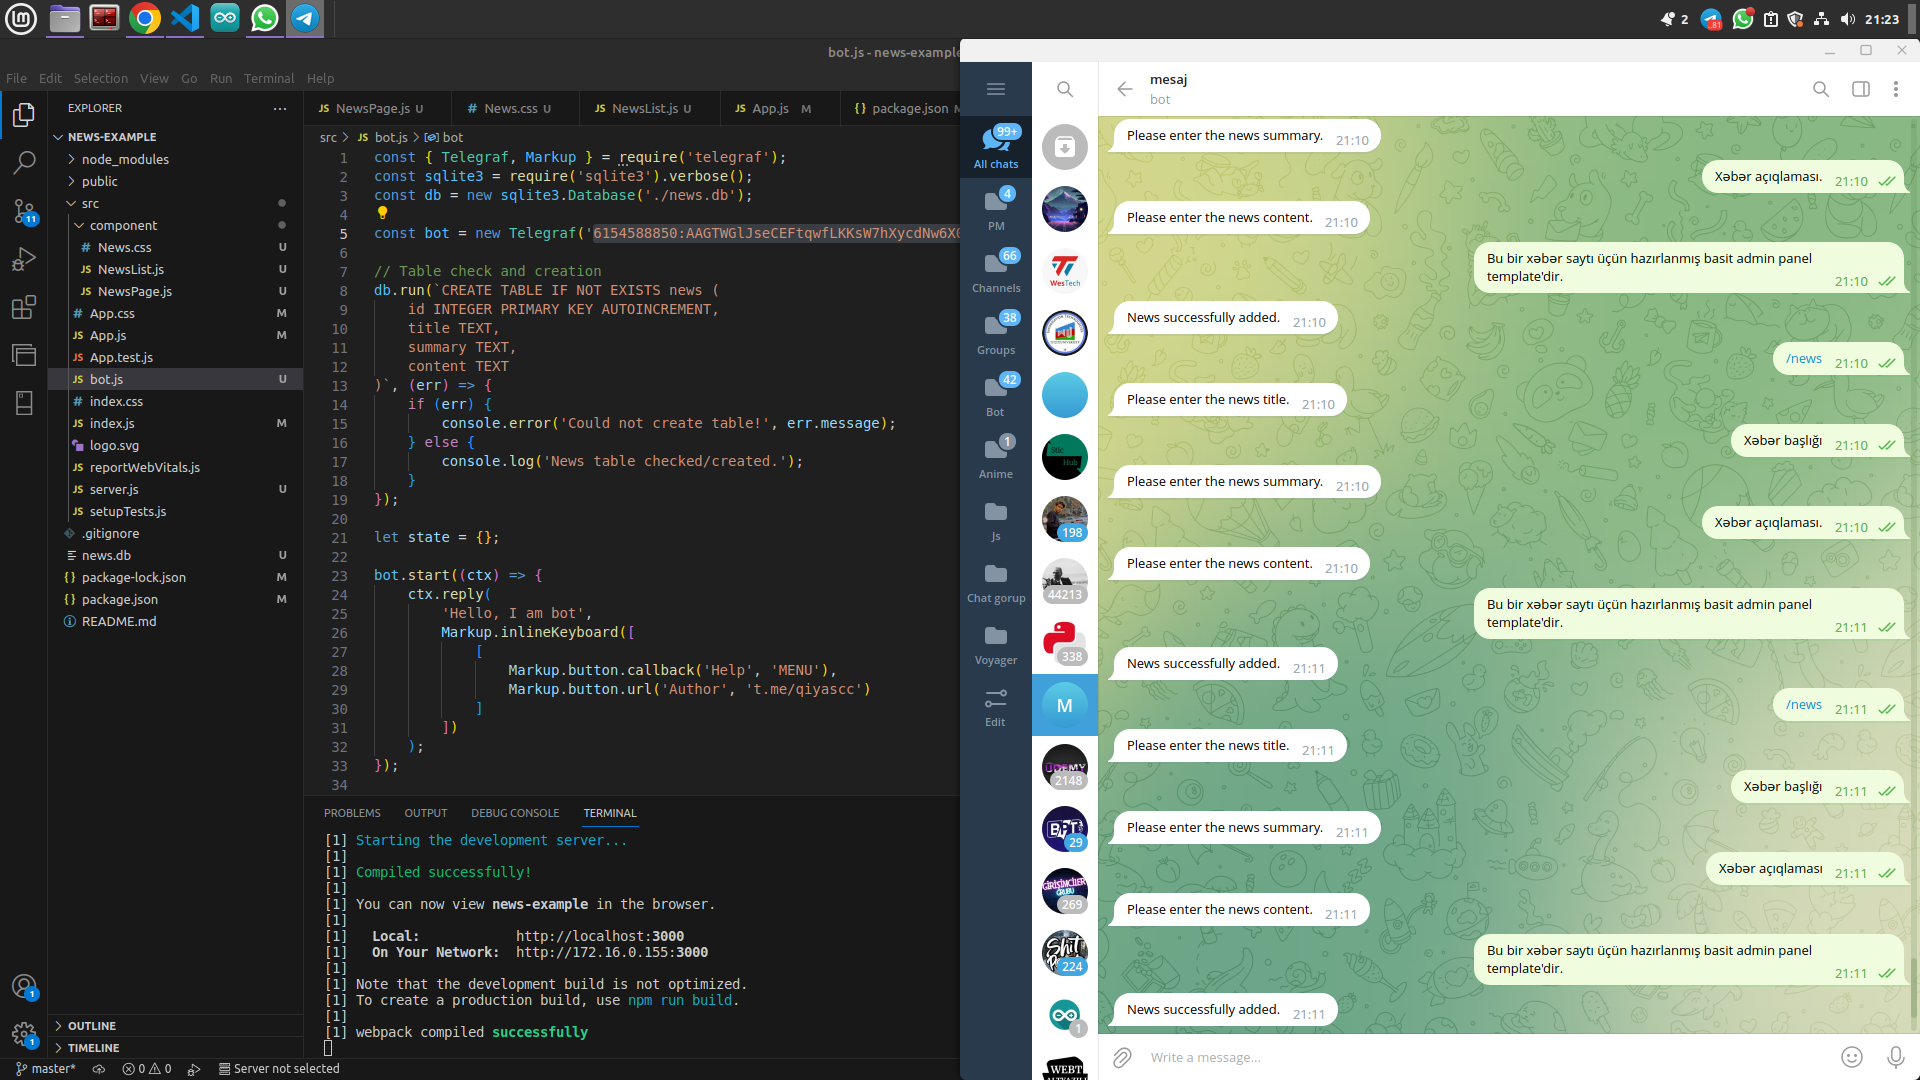 2
81
21:23
bot.js - news-example
File Edit Selection View Go Run Terminal Help
EXPLORER
NEWS-EXAMPLE
node_modules
public
src
component
News.css U
NewsList.js U
NewsPage.js U
App.css M
App.js M
App.test.js
bot.js U
index.css
index.js M
logo.svg
reportWebVitals.js
server.js U
setupTests.js
.gitignore
news.db U
package-lock.json M
package.json M
README.md
OUTLINE
TIMELINE
11
1
1
NewsPage.js U
News.css U
NewsList.js U
App.js M
package.json M
src > bot.js > bot
1 const { Telegraf, Markup } = require('telegraf');
2 const sqlite3 = require('sqlite3').verbose();
3 const db = new sqlite3.Database('./news.db');
4
5 const bot = new Telegraf('6154588850:AAGTWGlJseCEFtqwfLKKsW7hXycdNw6X
6
7 // Table check and creation
8 db.run(`CREATE TABLE IF NOT EXISTS news (
9 id INTEGER PRIMARY KEY AUTOINCREMENT,
10 title TEXT,
11 summary TEXT,
12 content TEXT
13 )`, (err) => {
14 if (err) {
15 console.error('Could not create table!', err.message);
16 } else {
17 console.log('News table checked/created.');
18 }
19 });
20
21 let state = {};
22
23 bot.start((ctx) => {
24 ctx.reply(
25 'Hello, I am bot',
26 Markup.inlineKeyboard([
27 [
28 Markup.button.callback('Help', 'MENU'),
29 Markup.button.url('Author', 't.me/qiyascc')
30 ]
31 ])
32 );
33 });
34
PROBLEMS OUTPUT DEBUG CONSOLE TERMINAL
[1] Starting the development server...
[1]
[1] Compiled successfully!
[1]
[1] You can now view news-example in the browser.
[1]
[1] Local: http://localhost:3000
[1] On Your Network: http://172.16.0.155:3000
[1]
[1] Note that the development build is not optimized.
[1] To create a production build, use npm run build.
[1]
[1] webpack compiled successfully
master* 0 0 Server not selected
99+
All chats
4
PM
66
Channels
38
Groups
42
Bot
1
Anime
Js
Chat gorup
Voyager
Edit
WesTech
Stic
Hub
198
44213
338
M
2148
29
GİRİŞİMCİLER
269
224
1
WEBT
mesaj
bot
Please enter the news summary. 21:10
Xəbər açıqlaması. 21:10
Please enter the news content. 21:10
Bu bir xəbər saytı üçün hazırlanmış basit admin panel
template'dir. 21:10
News successfully added. 21:10
/news 21:10
Please enter the news title. 21:10
Xəbər başlığı 21:10
Please enter the news summary. 21:10
Xəbər açıqlaması. 21:10
Please enter the news content. 21:10
Bu bir xəbər saytı üçün hazırlanmış basit admin panel
template'dir. 21:11
News successfully added. 21:11
/news 21:11
Please enter the news title. 21:11
Xəbər başlığı 21:11
Please enter the news summary. 21:11
Xəbər açıqlaması 21:11
Please enter the news content. 21:11
Bu bir xəbər saytı üçün hazırlanmış basit admin panel
template'dir. 21:11
News successfully added. 21:11
Write a message...